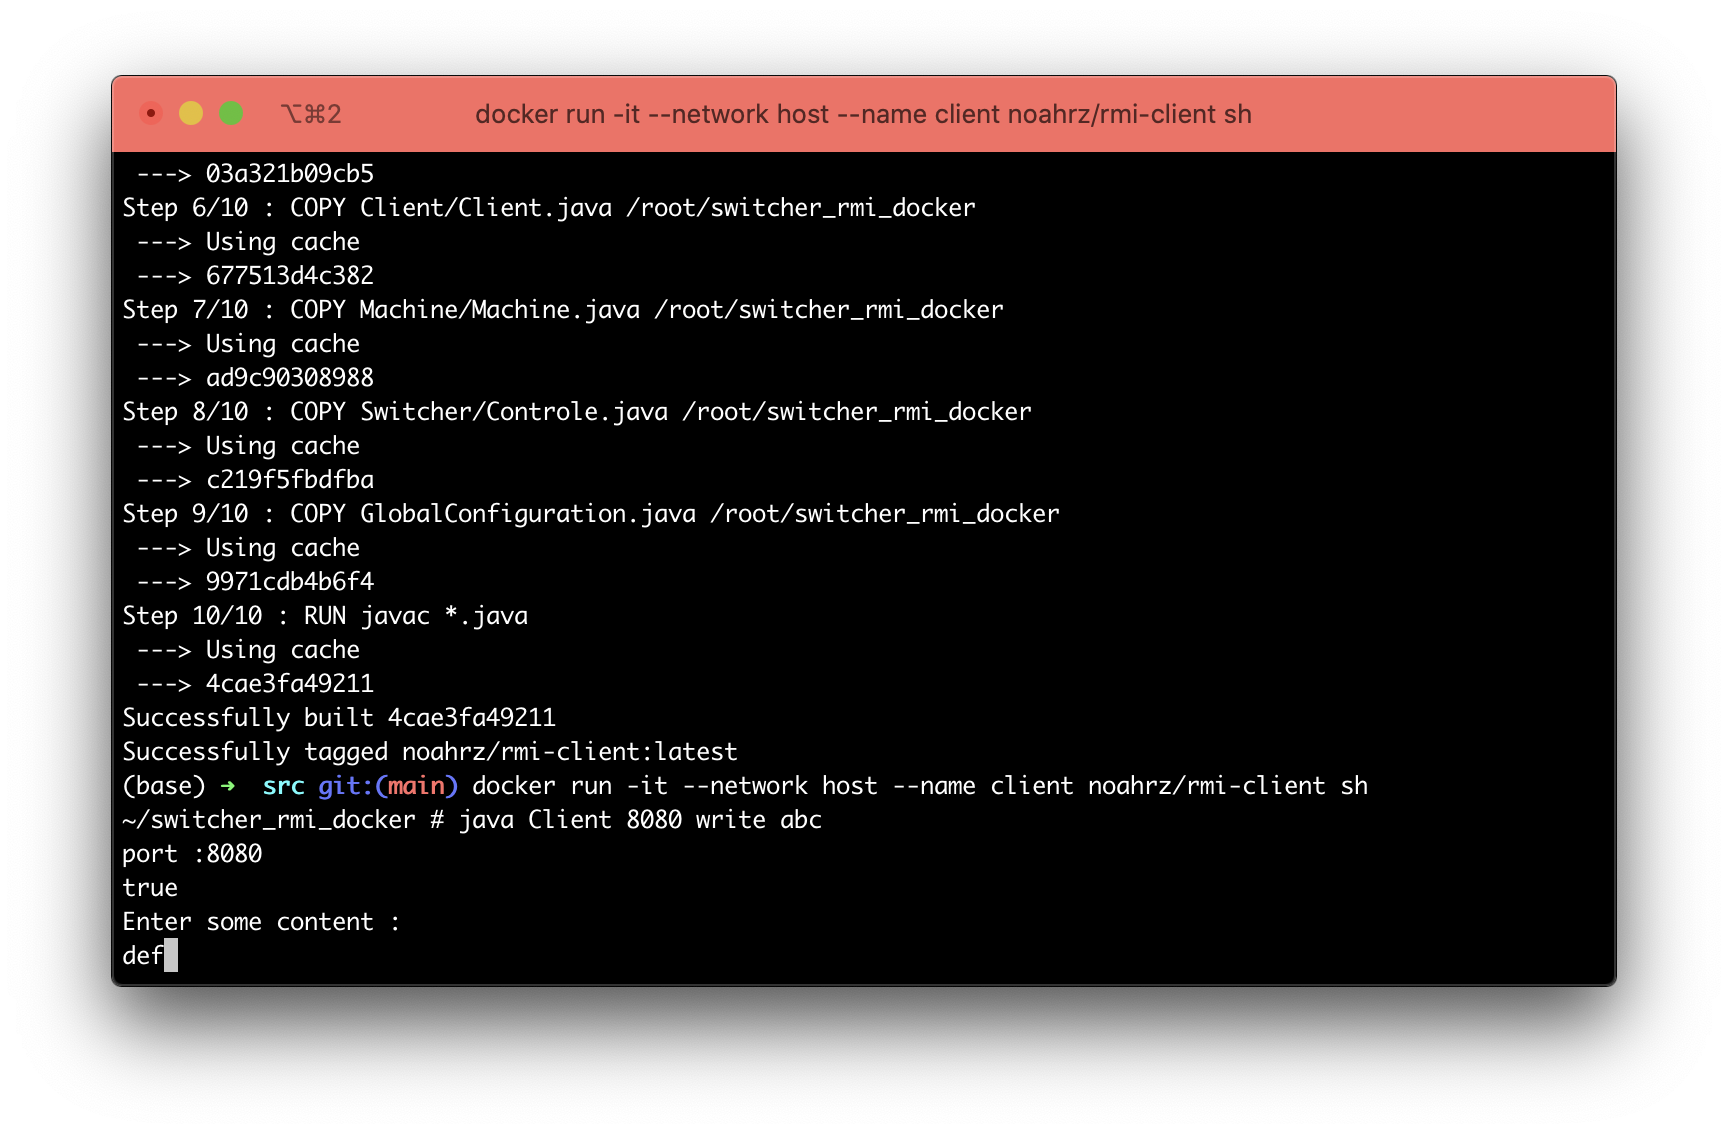 ⌥⌘2
docker run -it --network host --name client noahrz/rmi-client sh
---> 03a321b09cb5
Step 6/10 : COPY Client/Client.java /root/switcher_rmi_docker
---> Using cache
---> 677513d4c382
Step 7/10 : COPY Machine/Machine.java /root/switcher_rmi_docker
---> Using cache
---> ad9c90308988
Step 8/10 : COPY Switcher/Controle.java /root/switcher_rmi_docker
---> Using cache
---> c219f5fbdfba
Step 9/10 : COPY GlobalConfiguration.java /root/switcher_rmi_docker
---> Using cache
---> 9971cdb4b6f4
Step 10/10 : RUN javac *.java
---> Using cache
---> 4cae3fa49211
Successfully built 4cae3fa49211
Successfully tagged noahrz/rmi-client:latest
(base) ➜  src git:(main) docker run -it --network host --name client noahrz/rmi-client sh
~/switcher_rmi_docker # java Client 8080 write abc
port :8080
true
Enter some content :
def